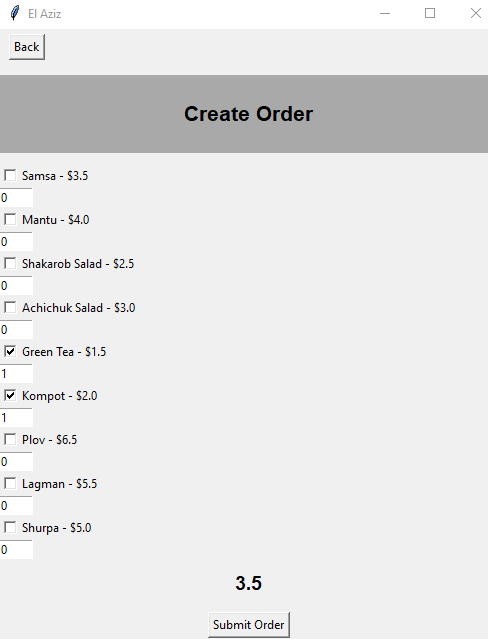 El Aziz
Back
Create Order
Samsa - $3.5
0
Mantu - $4.0
0
Shakarob Salad - $2.5
0
Achichuk Salad - $3.0
0
Green Tea - $1.5
1
Kompot - $2.0
1
Plov - $6.5
0
Lagman - $5.5
0
Shurpa - $5.0
0
3.5
Submit Order